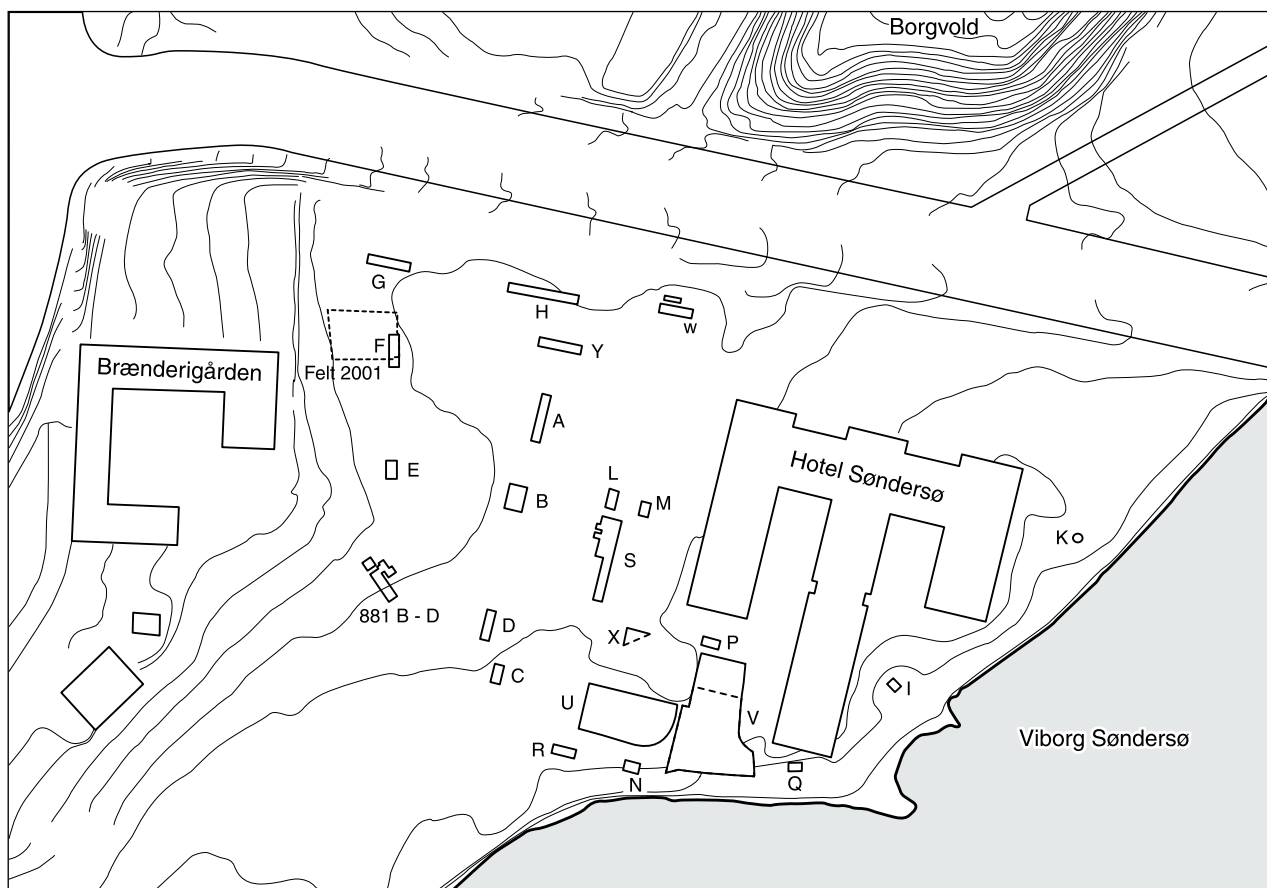 Borgvold
G
H
w
F
Y
Felt 2001
Brænderigården
A
Hotel Søndersø
E
L
B
M
K
S
881 B - D
D
X
P
C
I
U
V
Viborg Søndersø
R
N
Q